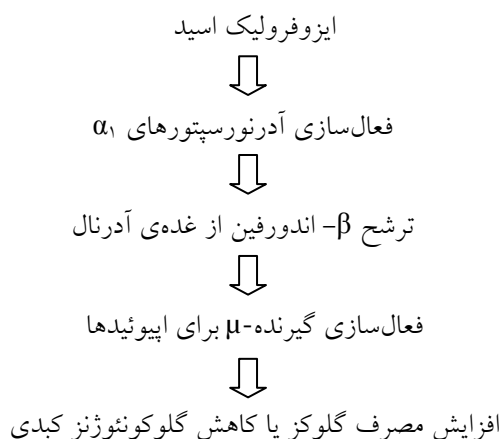 ایزوفرولیک اسید
فعال‌سازی آدرنورسپتورهای α₁
ترشح β- اندورفین از غده‌ی آدرنال
فعال‌سازی گیرنده-μ برای اپیوئیدها
افزایش مصرف گلوکز یا کاهش گلوکونئوژنز کبدی